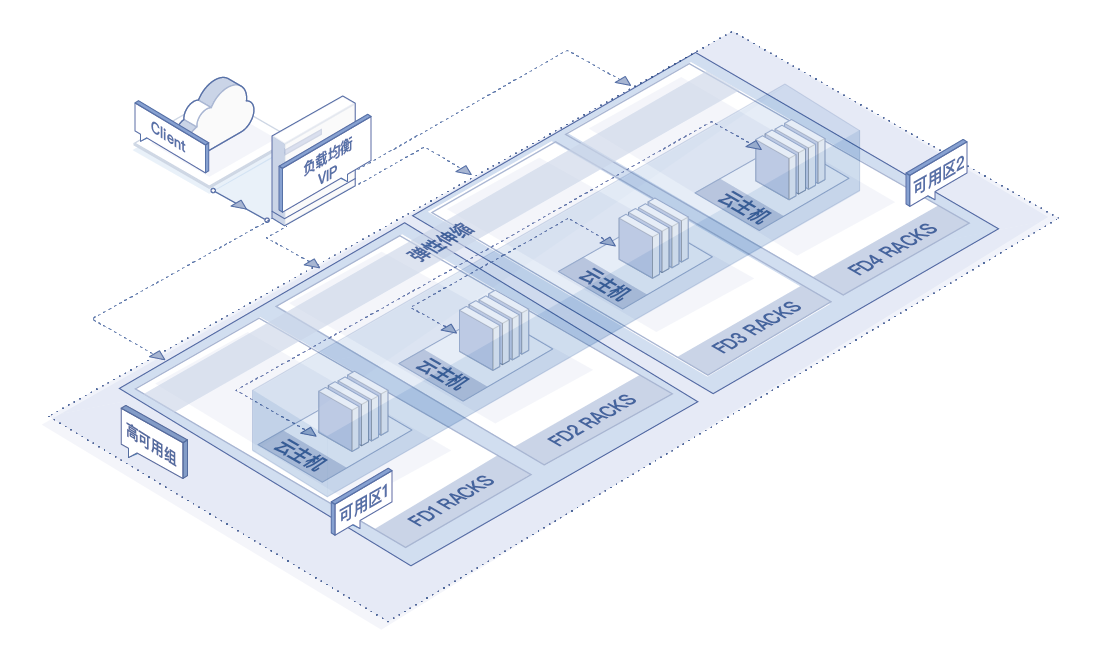 Client
负载均衡
VIP
可用区2
弹性伸缩
云主机
FD4 RACKS
云主机
FD3 RACKS
云主机
FD2 RACKS
云主机
FD1 RACKS
高可用组
可用区1